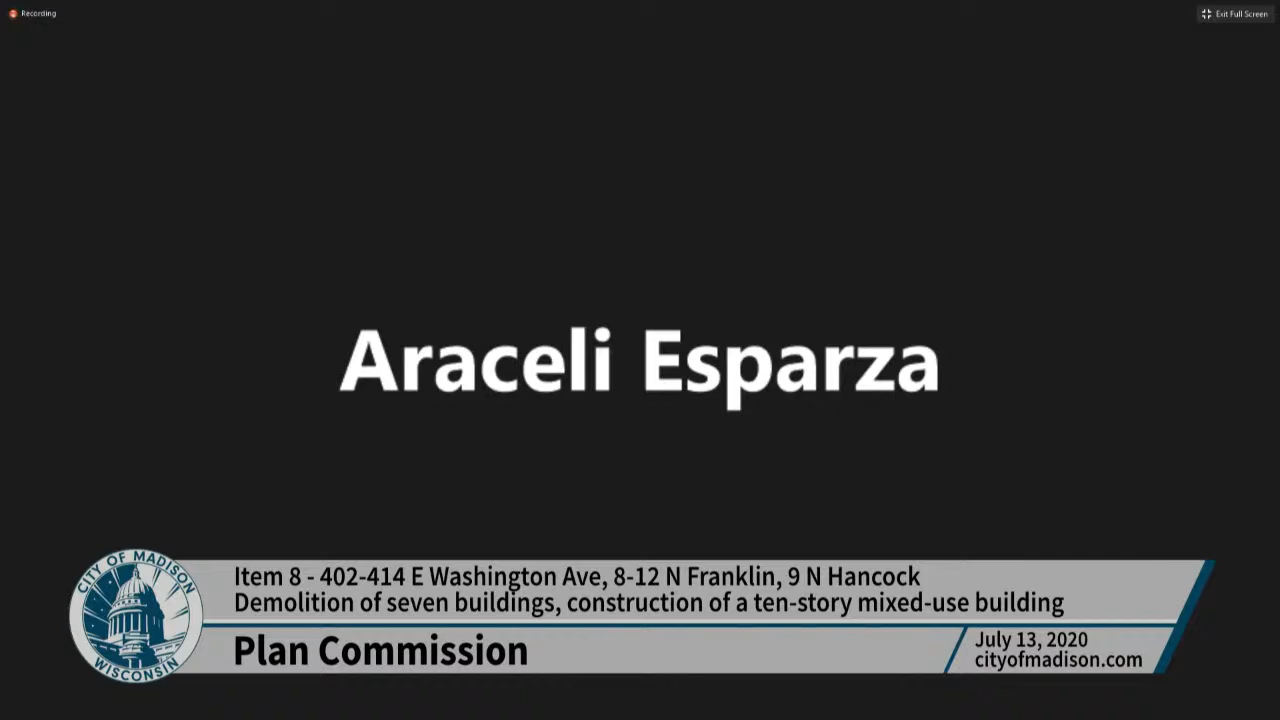 Recording
Exit Full Screen
Araceli Esparza
CITY OF MADISON
WISCONSIN
Item 8 - 402-414 E Washington Ave, 8-12 N Franklin, 9 N Hancock
Demolition of seven buildings, construction of a ten-story mixed-use building
Plan Commission
July 13, 2020
cityofmadison.com